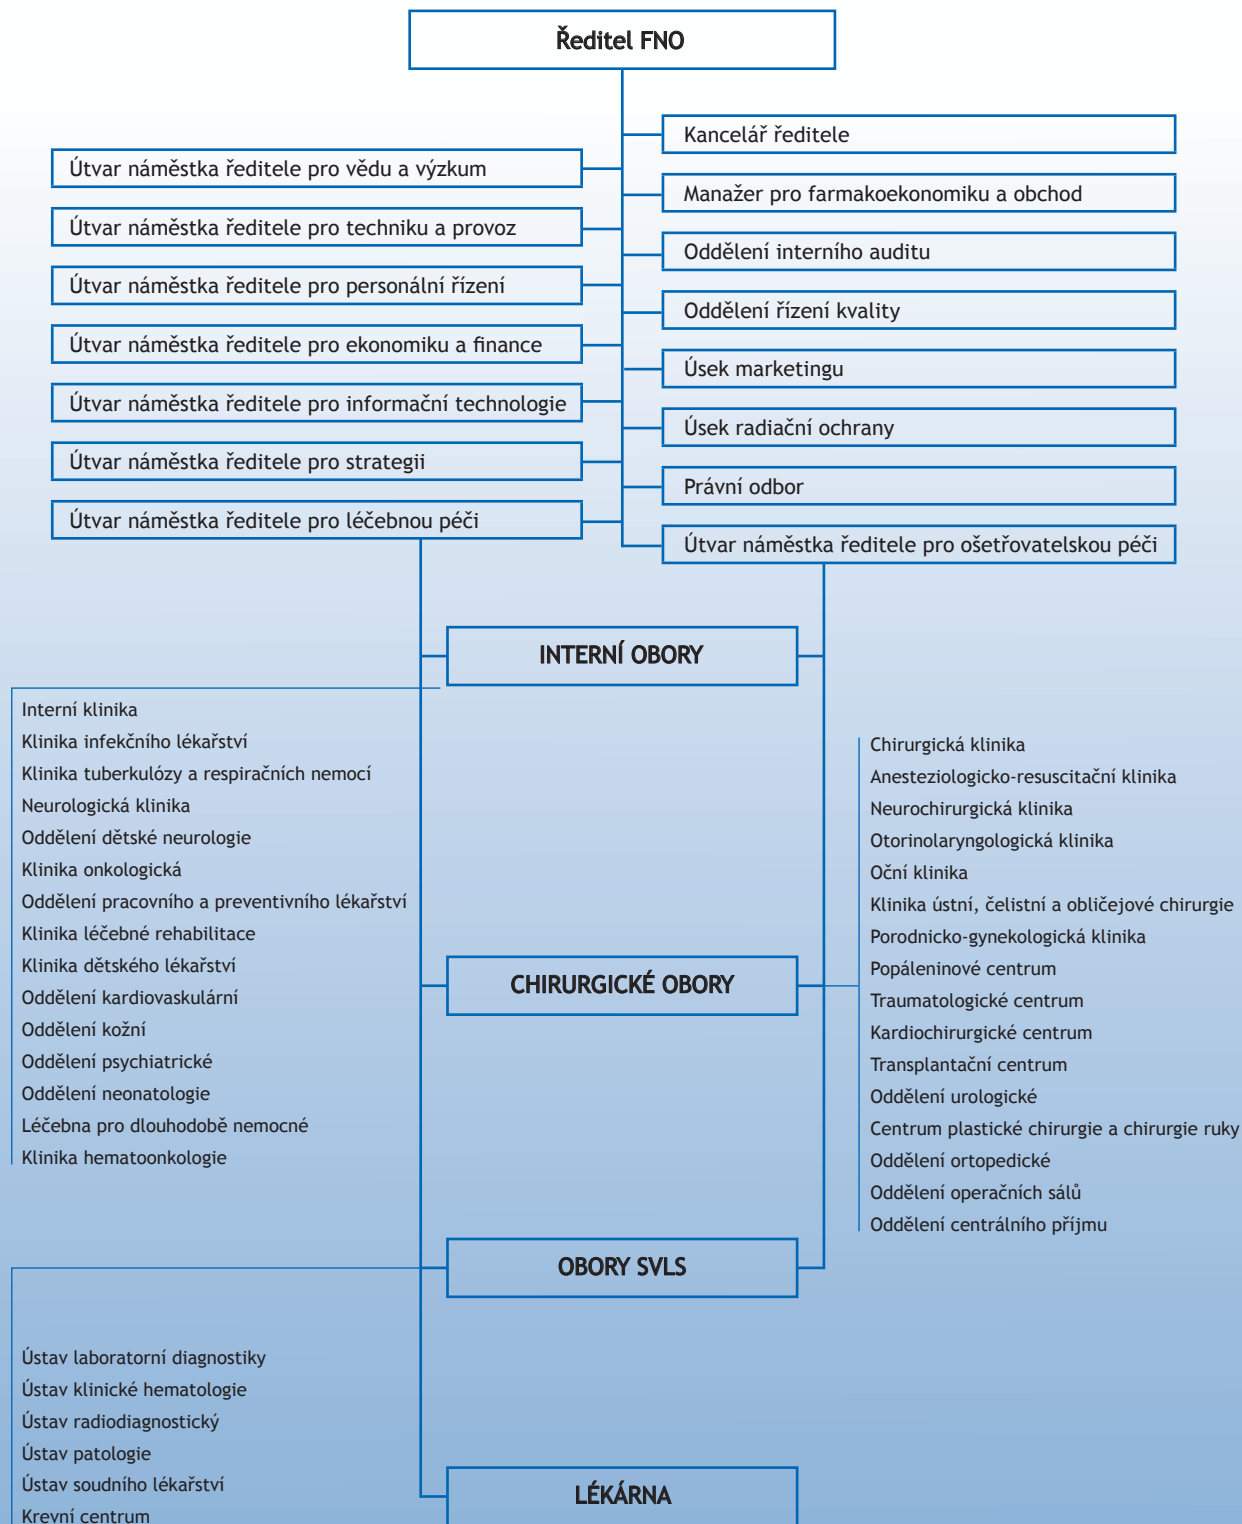 Ředitel FNO
Kancelář ředitele
Manažer pro farmakoekonomiku a obchod
Oddělení interního auditu
Oddělení řízení kvality
Úsek marketingu
Úsek radiační ochrany
Právní odbor
Útvar náměstka ředitele pro ošetřovatelskou péči
Útvar náměstka ředitele pro vědu a výzkum
Útvar náměstka ředitele pro techniku a provoz
Útvar náměstka ředitele pro personální řízení
Útvar náměstka ředitele pro ekonomiku a finance
Útvar náměstka ředitele pro informační technologie
Útvar náměstka ředitele pro strategii
Útvar náměstka ředitele pro léčebnou péči
INTERNÍ OBORY
Interní klinika
Klinika infekčního lékařství
Klinika tuberkulózy a respiračních nemocí
Neurologická klinika
Oddělení dětské neurologie
Klinika onkologická
Oddělení pracovního a preventivního lékařství
Klinika léčebné rehabilitace
Klinika dětského lékařství
Oddělení kardiovaskulární
Oddělení kožní
Oddělení psychiatrické
Oddělení neonatologie
Léčebna pro dlouhodobě nemocné
Klinika hematoonkologie
CHIRURGICKÉ OBORY
Chirurgická klinika
Anesteziologicko-resuscitační klinika
Neurochirurgická klinika
Otorinolaryngologická klinika
Oční klinika
Klinika ústní, čelistní a obličejové chirurgie
Porodnicko-gynekologická klinika
Popáleninové centrum
Traumatologické centrum
Kardiochirurgické centrum
Transplantační centrum
Oddělení urologické
Centrum plastické chirurgie a chirurgie ruky
Oddělení ortopedické
Oddělení operačních sálů
Oddělení centrálního příjmu
OBORY SVLS
Ústav laboratorní diagnostiky
Ústav klinické hematologie
Ústav radiodiagnostický
Ústav patologie
Ústav soudního lékařství
Krevní centrum
LÉKÁRNA